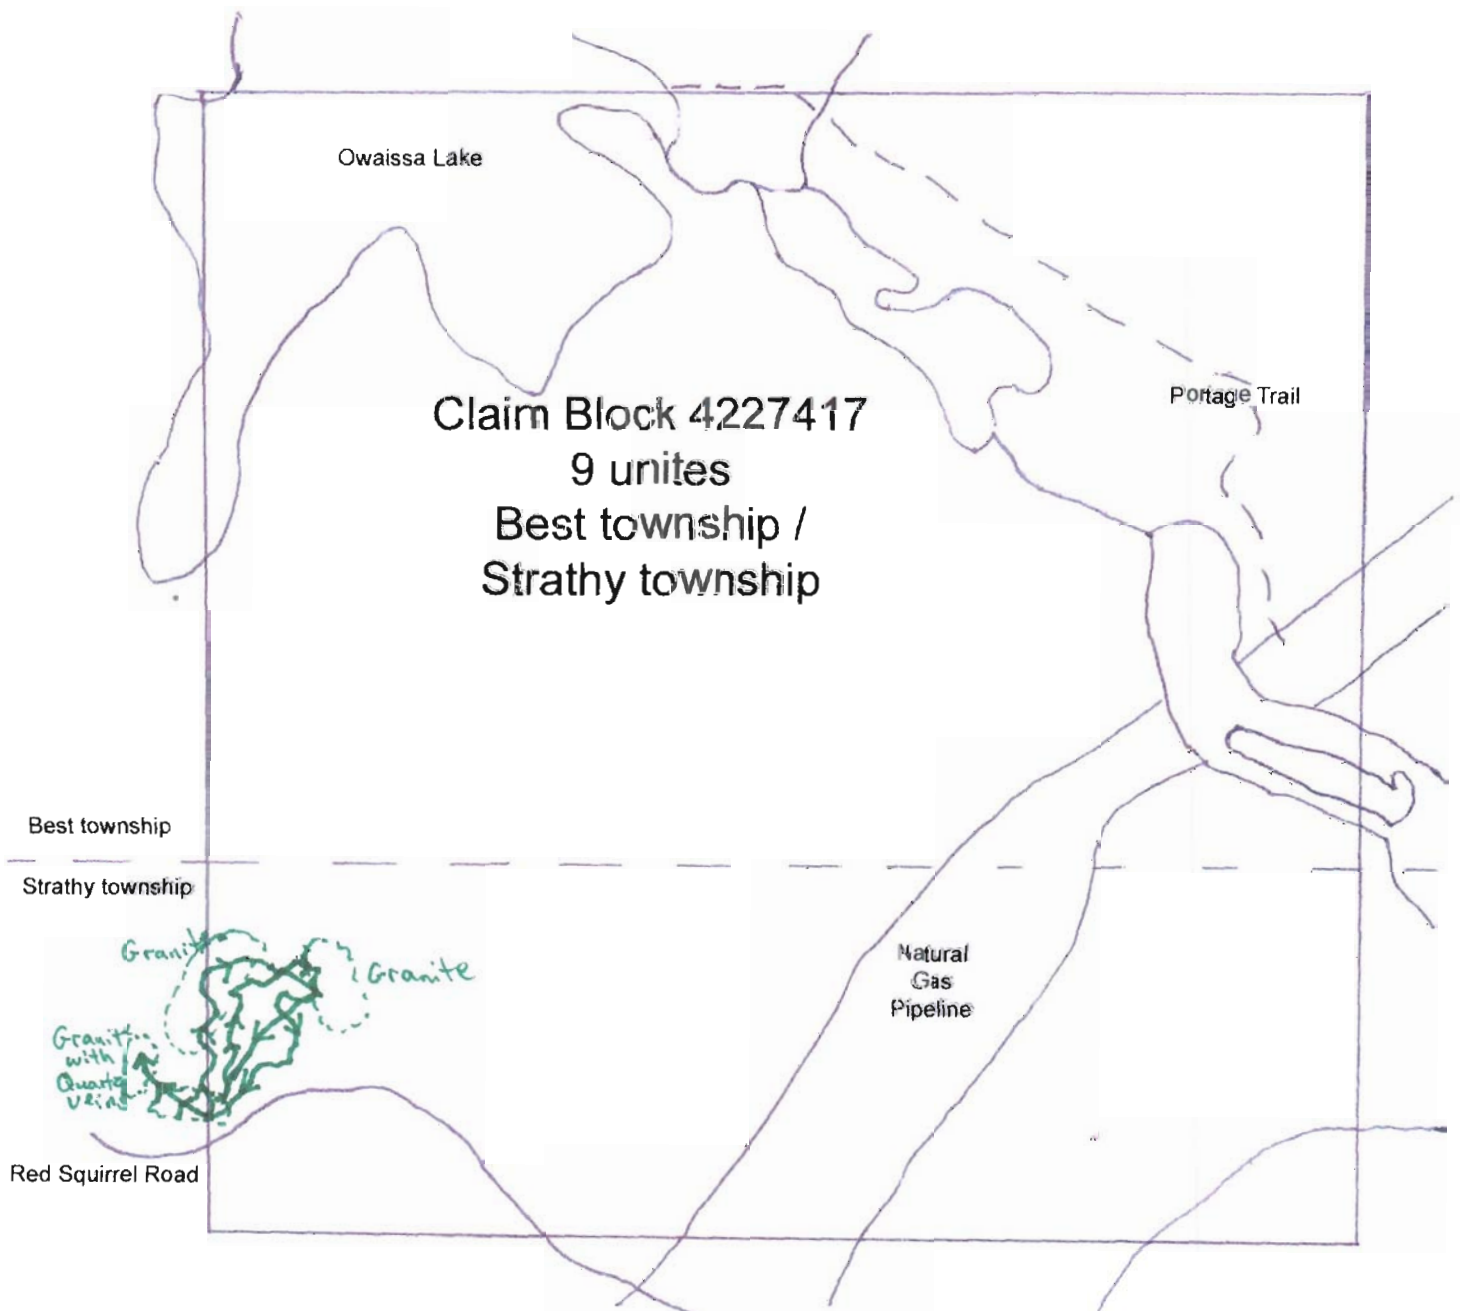 Owaissa Lake
Portage Trail
Claim Block 4227417
9 unites
Best township /
Strathy township
Best township
Strathy township
Granite
Granite
Natural
Gas
Pipeline
Granite
with
Quartz
veins
Red Squirrel Road